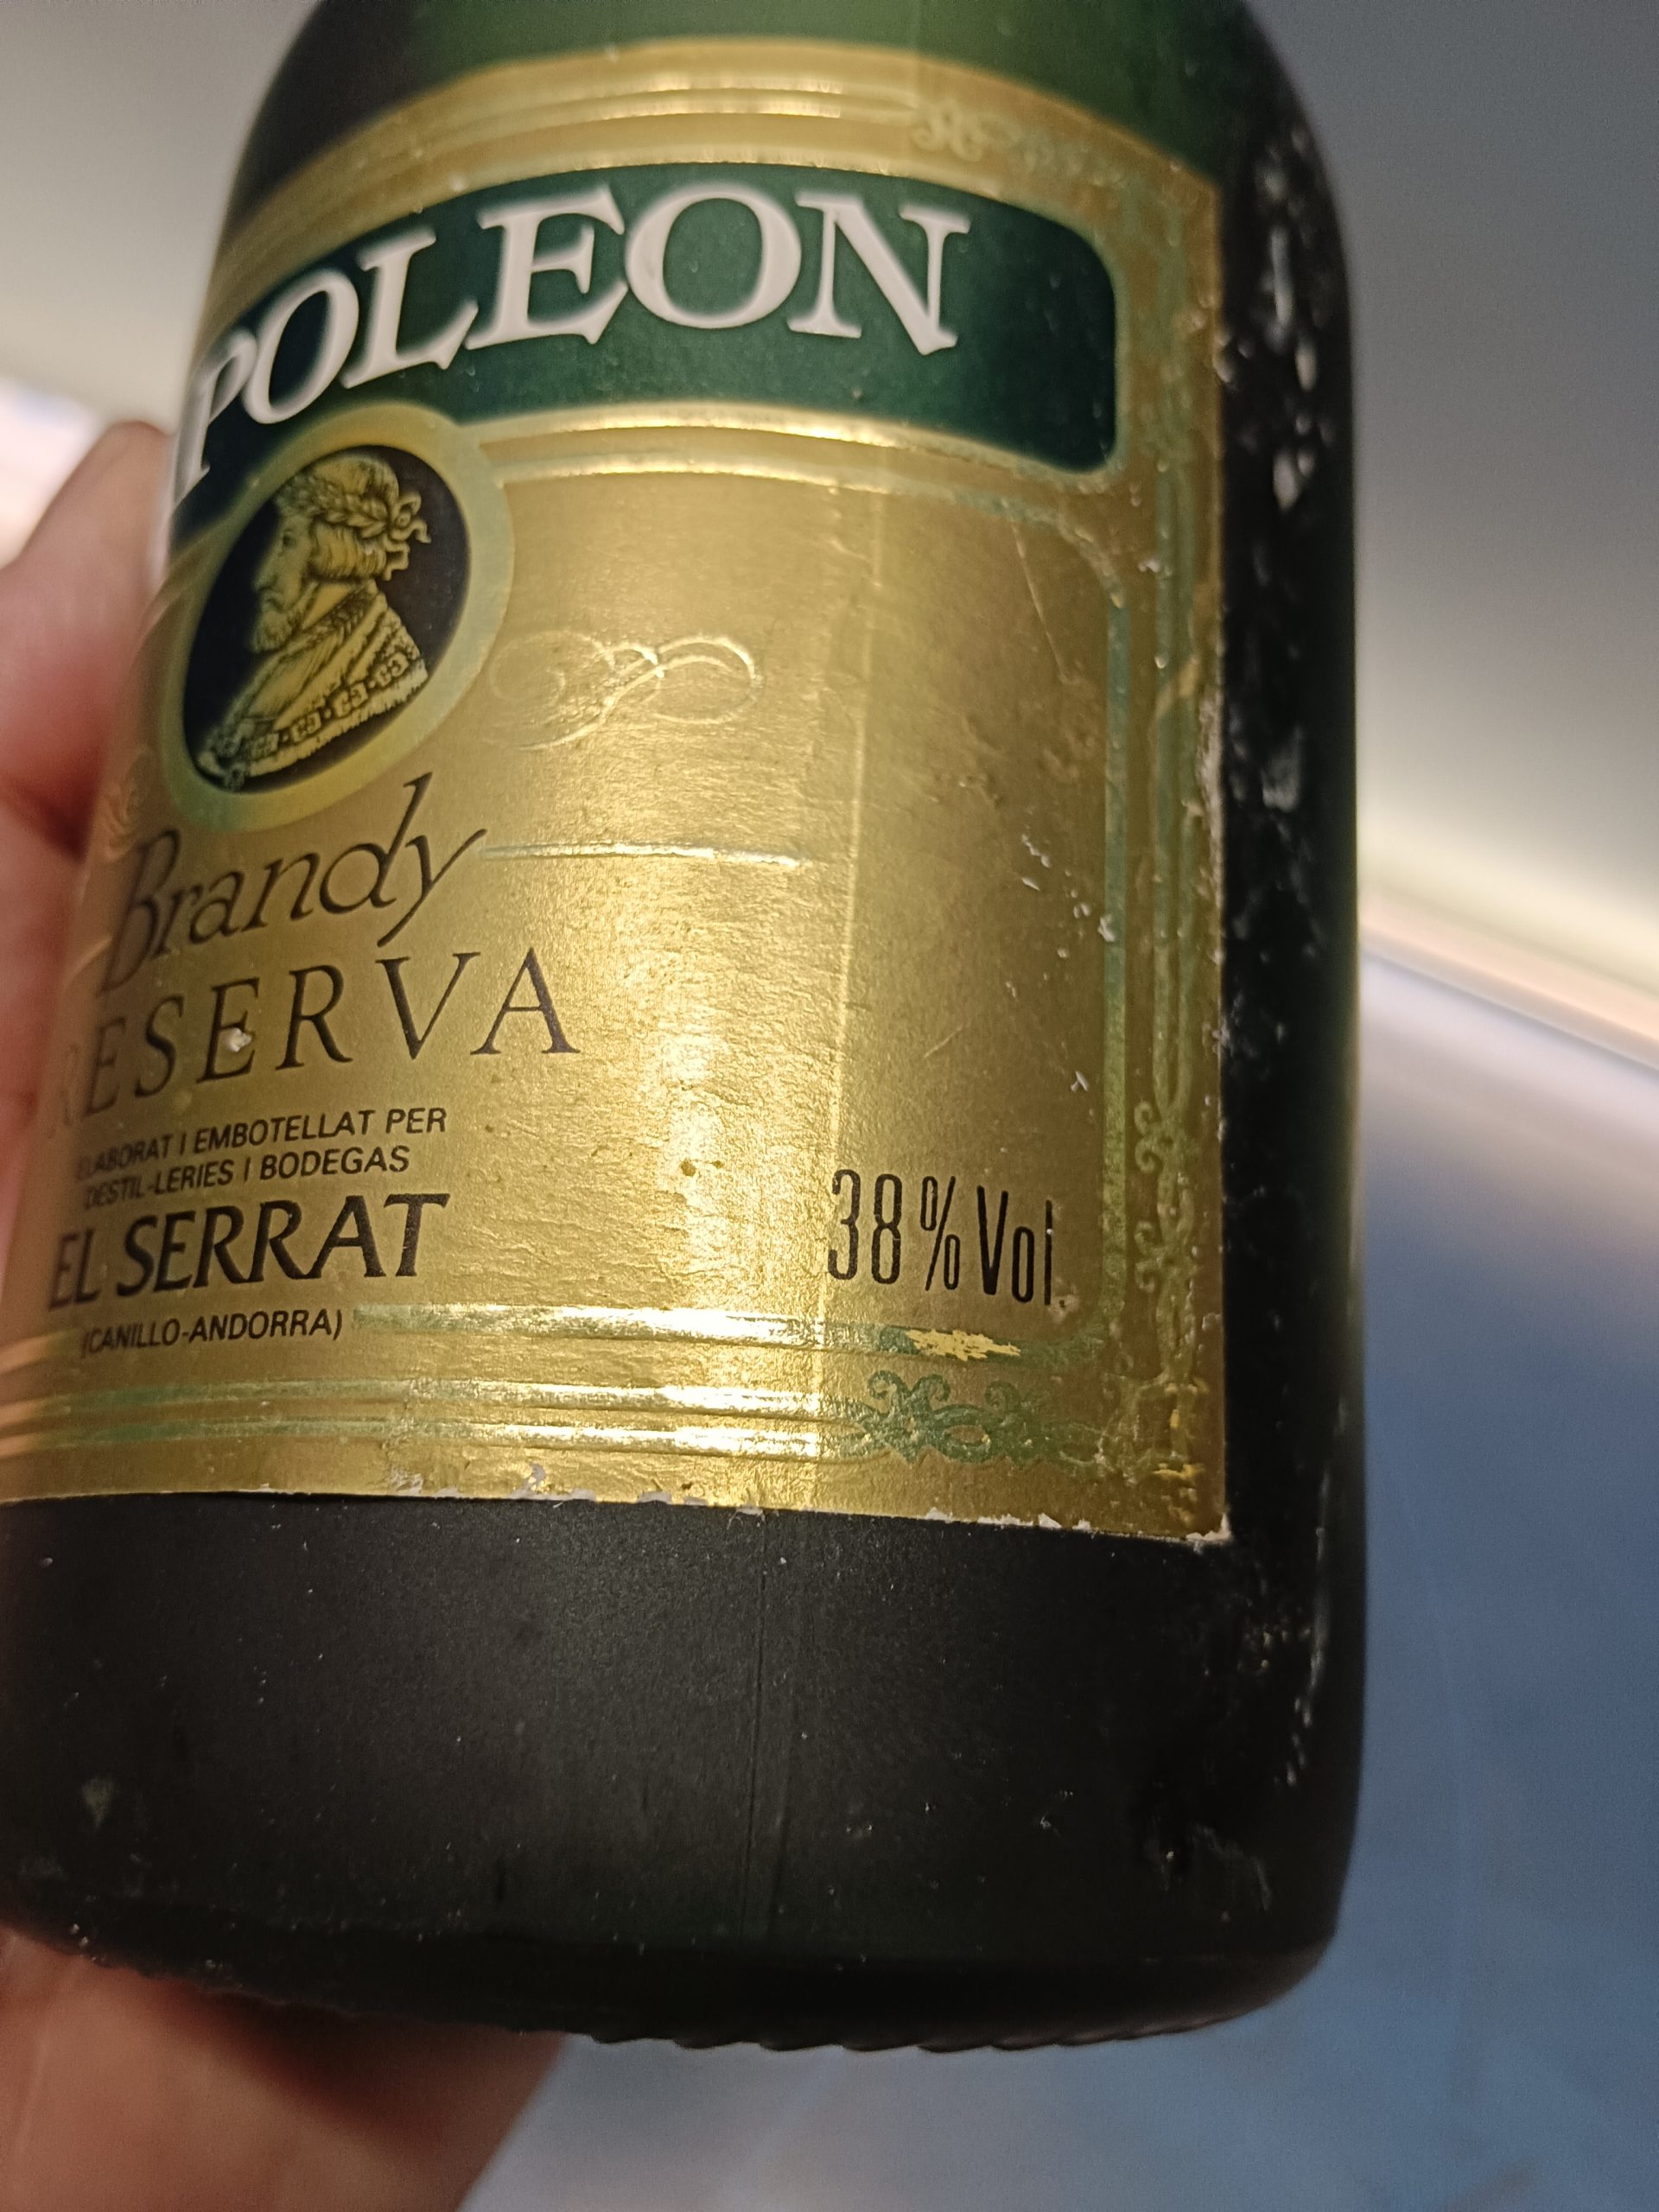 POLEON
Brandy
RESERVA
ELABORAT I EMBOTELLAT PER
DESTIL-LERIES I BODEGAS
EL SERRAT
38% Vol.
(CANILLO-ANDORRA)